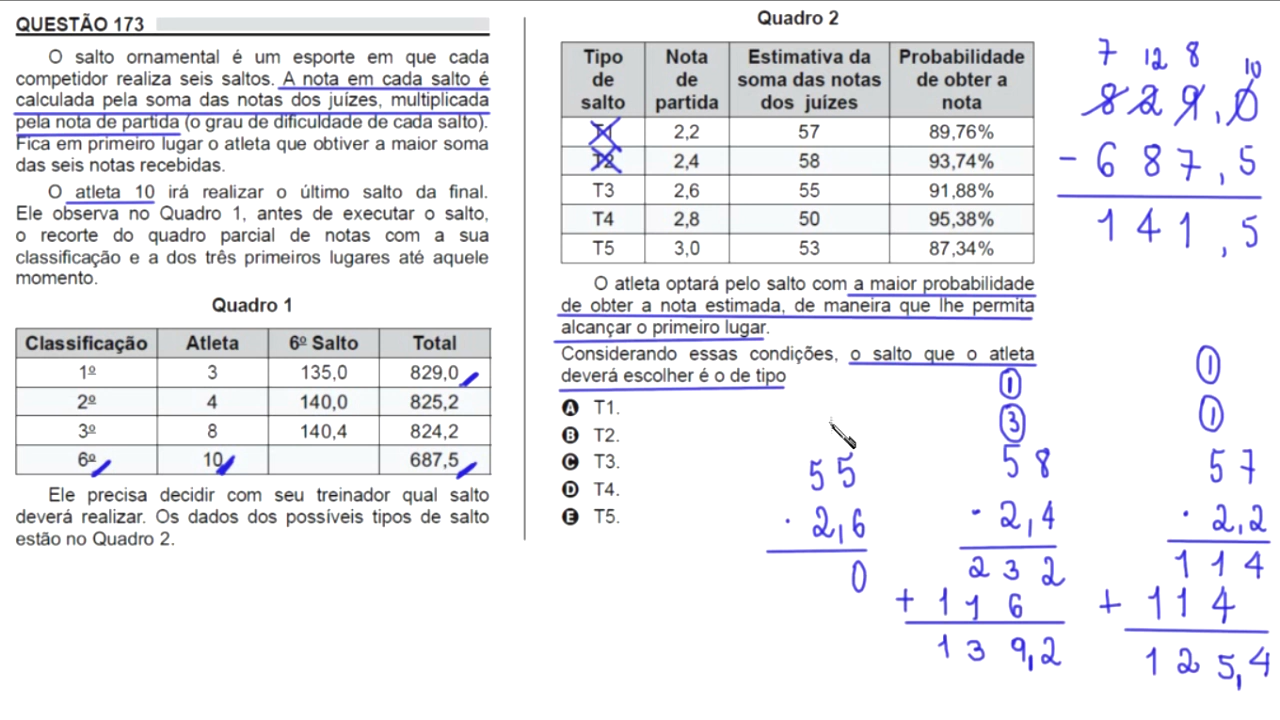 QUESTÃO 173
O salto ornamental é um esporte em que cada
competidor realiza seis saltos. A nota em cada salto é
calculada pela soma das notas dos juízes, multiplicada
pela nota de partida (o grau de dificuldade de cada salto).
Fica em primeiro lugar o atleta que obtiver a maior soma
das seis notas recebidas.
O atleta 10 irá realizar o último salto da final.
Ele observa no Quadro 1, antes de executar o salto,
o recorte do quadro parcial de notas com a sua
classificação e a dos três primeiros lugares até aquele
momento.
Quadro 1
Classificação Atleta 6º Salto Total
1º 3 135,0 829,0
2º 4 140,0 825,2
3º 8 140,4 824,2
6º 10 687,5
Ele precisa decidir com seu treinador qual salto
deverá realizar. Os dados dos possíveis tipos de salto
estão no Quadro 2.
Quadro 2
Tipo de salto Nota de partida Estimativa da soma das notas dos juízes Probabilidade de obter a nota
T1 2,2 57 89,76%
T2 2,4 58 93,74%
T3 2,6 55 91,88%
T4 2,8 50 95,38%
T5 3,0 53 87,34%
O atleta optará pelo salto com a maior probabilidade
de obter a nota estimada, de maneira que lhe permita
alcançar o primeiro lugar.
Considerando essas condições, o salto que o atleta
deverá escolher é o de tipo
A T1.
B T2.
C T3.
D T4.
E T5.
7 12 8 10
829,0
- 687,5
141,5
55
· 2,6
0
1
3
58
· 2,4
232
+ 116
139,2
1
1
57
· 2,2
114
+ 114
125,4